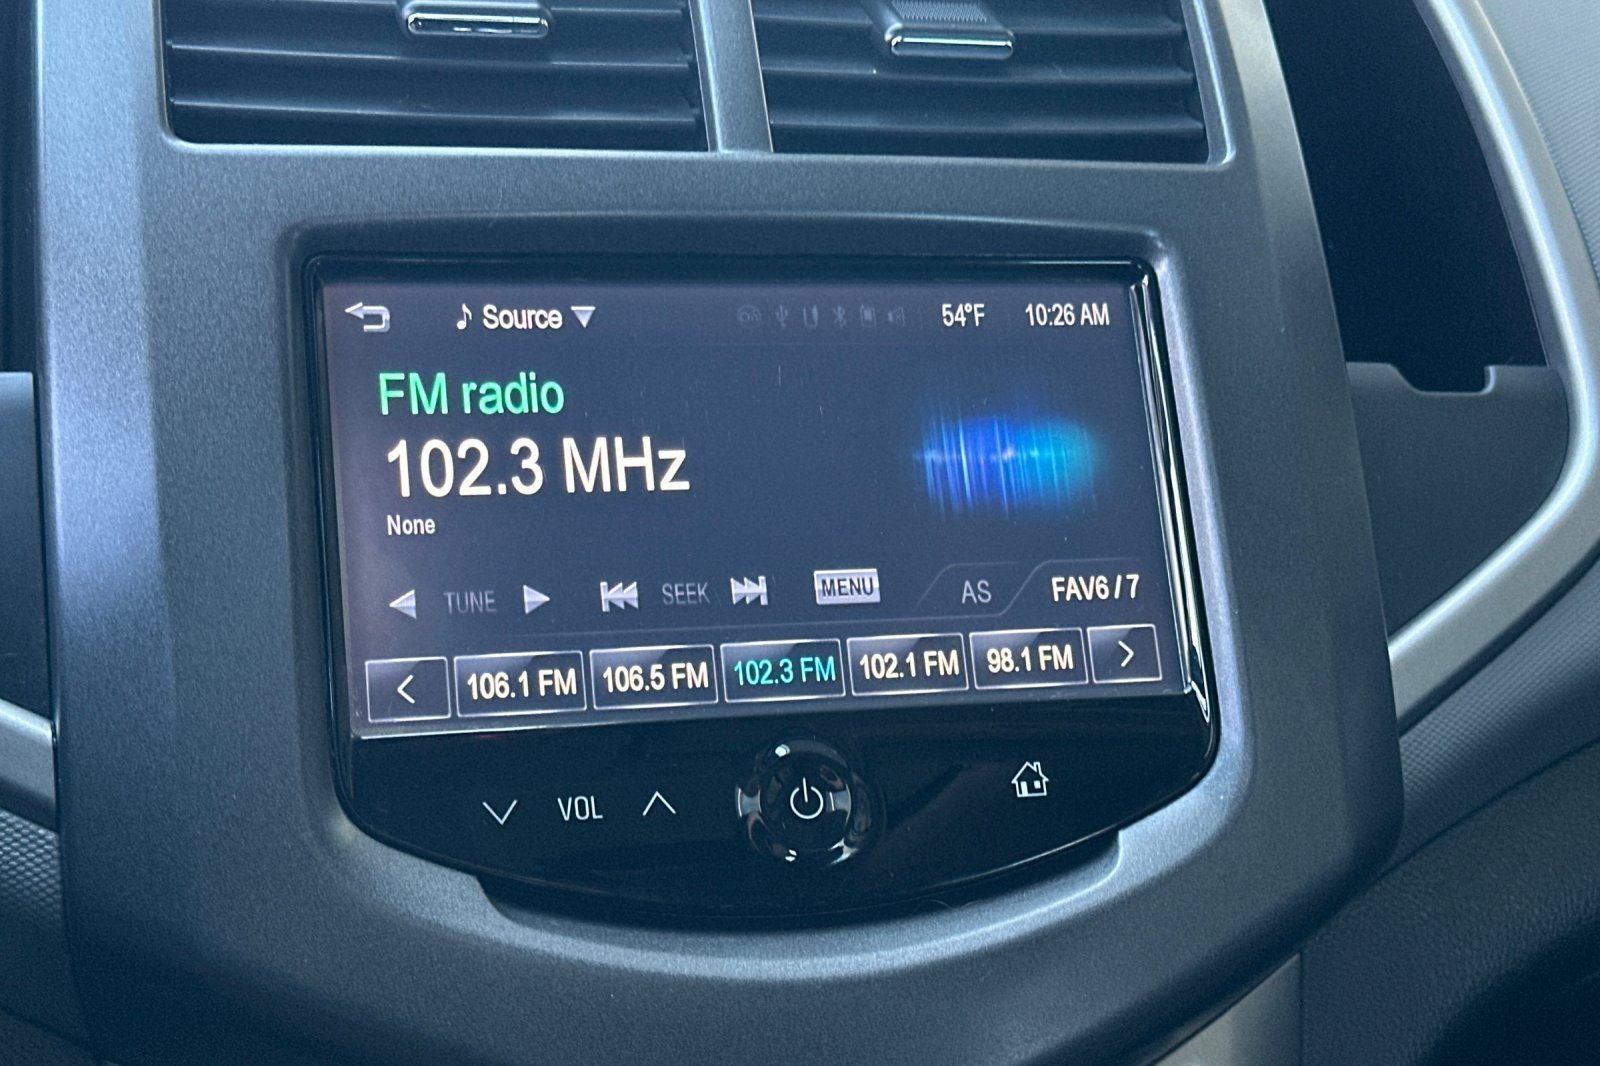 Source 54°F 10:26 AM
FM radio
102.3 MHz
None
TUNE SEEK MENU AS FAV6 / 7
106.1 FM 106.5 FM 102.3 FM 102.1 FM 98.1 FM
VOL